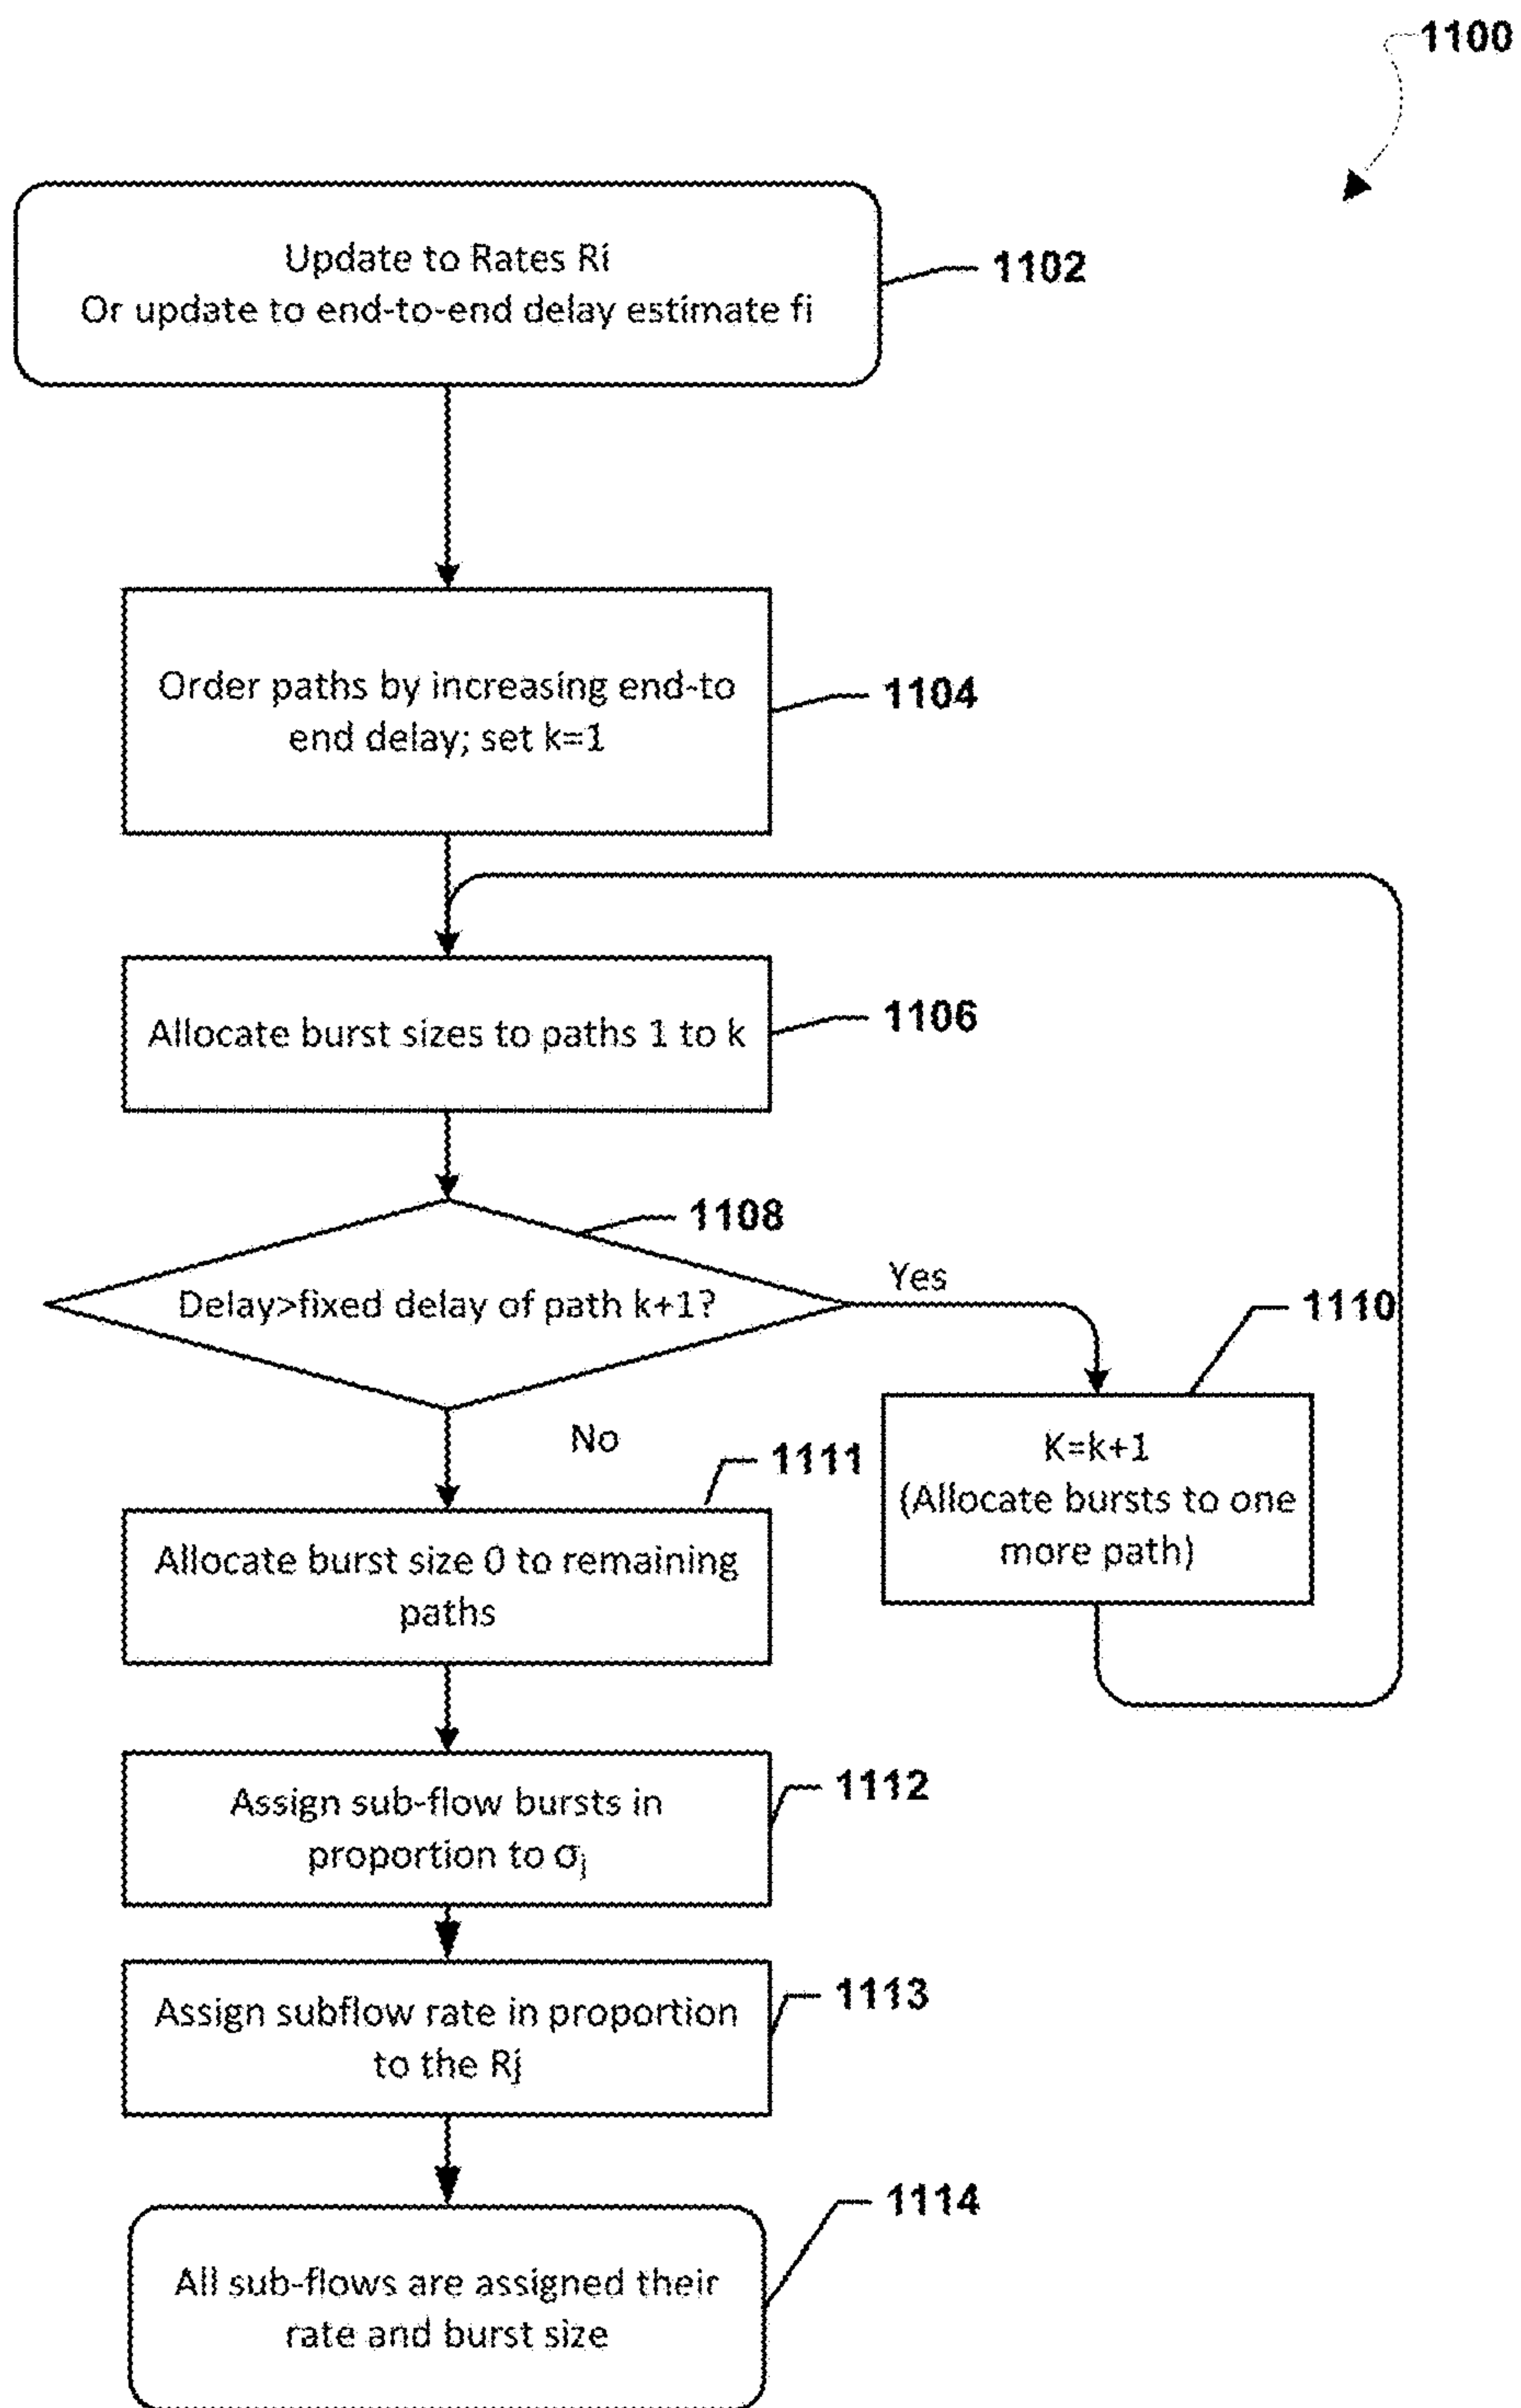 1100
Update to Rates Ri
Or update to end-to-end delay estimate fi
1102
Order paths by increasing end-to
end delay; set k=1
1104
Allocate burst sizes to paths 1 to k
1106
1108
Delay>fixed delay of path k+1?
Yes
1110
No
1111
K=k+1
(Allocate bursts to one
more path)
Allocate burst size 0 to remaining
paths
Assign sub-flow bursts in
proportion to σj
1112
Assign subflow rate in proportion
to the Rj
1113
1114
All sub-flows are assigned their
rate and burst size